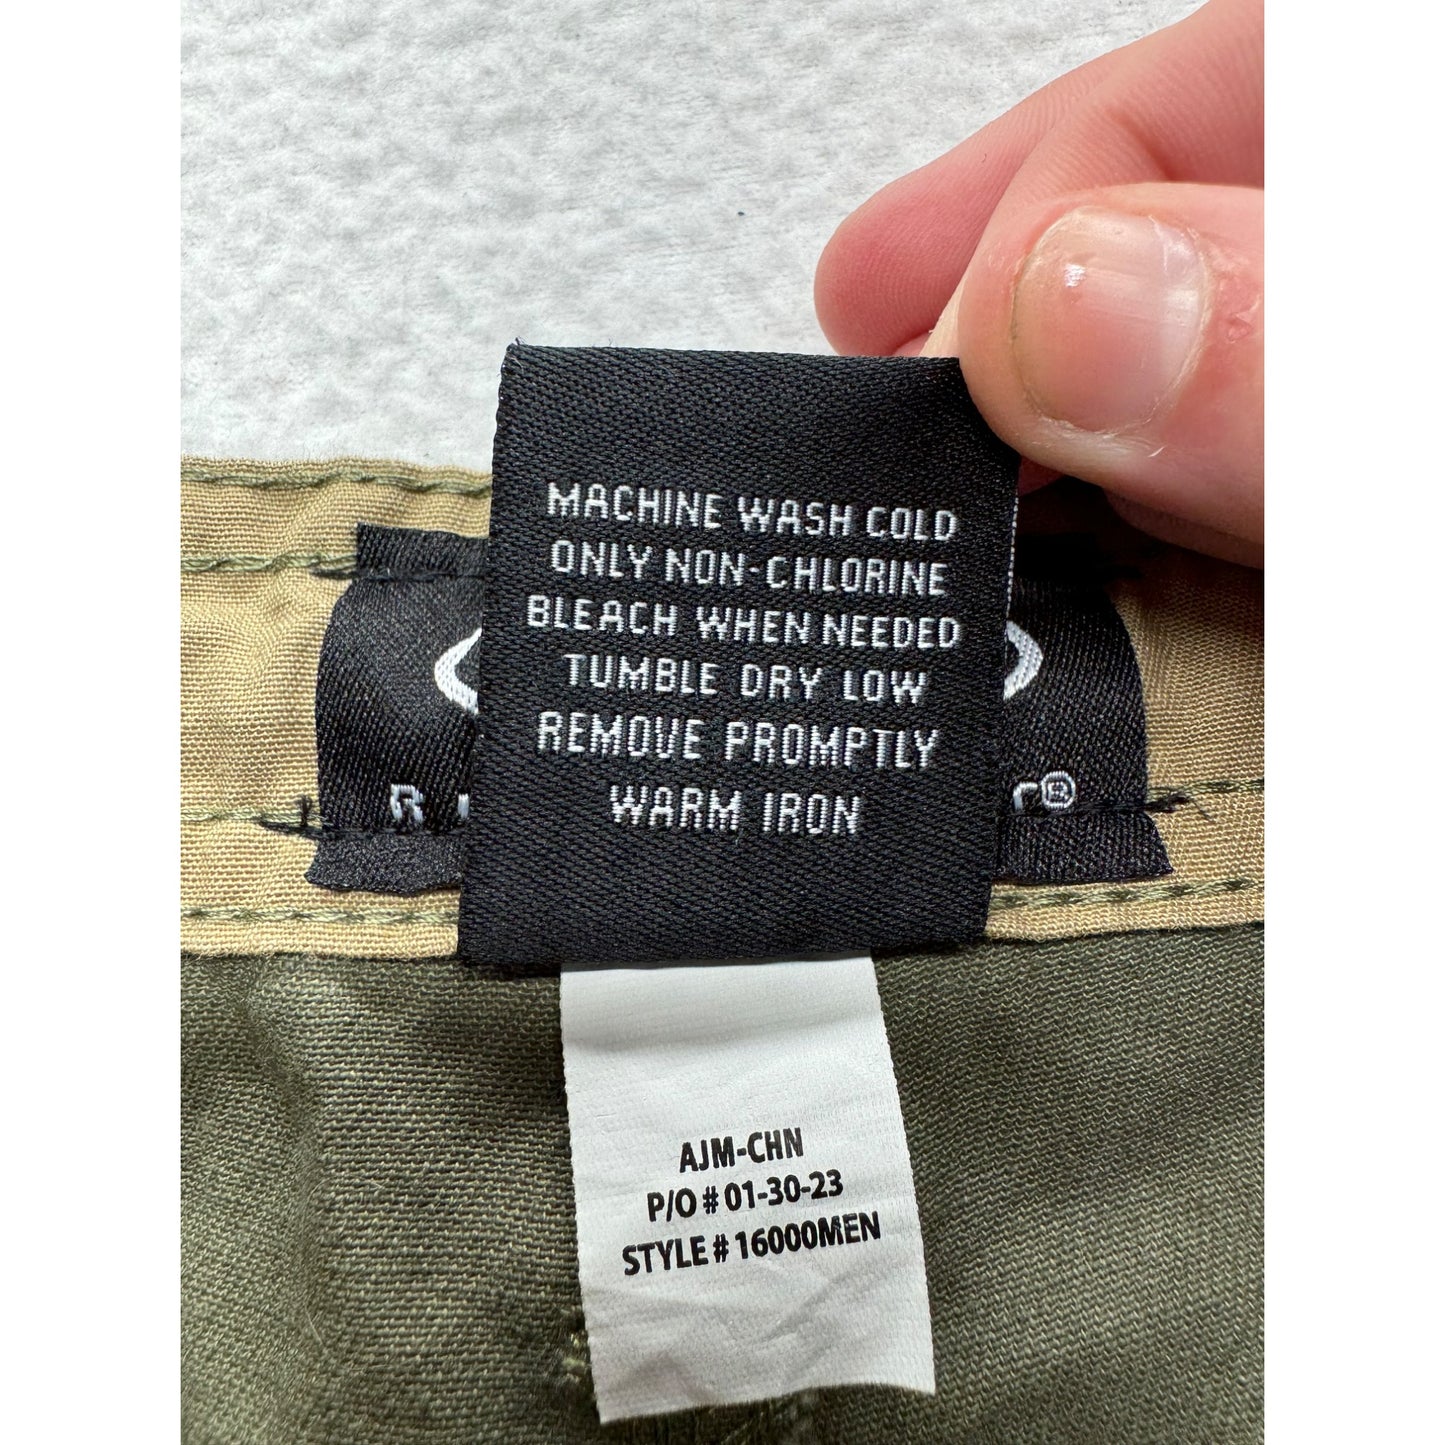 MACHINE WASH COLD
ONLY NON-CHLORINE
BLEACH WHEN NEEDED
TUMBLE DRY LOW
REMOVE PROMPTLY
WARM IRON
AJM-CHN
P/O # 01-30-23
STYLE # 16000MEN